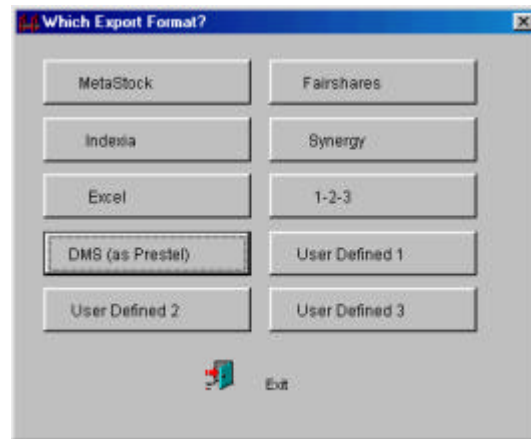 Which Export Format?
MetaStock
Fairshares
Indexia
Synergy
Excel
1-2-3
DMS (as Prestel)
User Defined 1
User Defined 2
User Defined 3
Exit